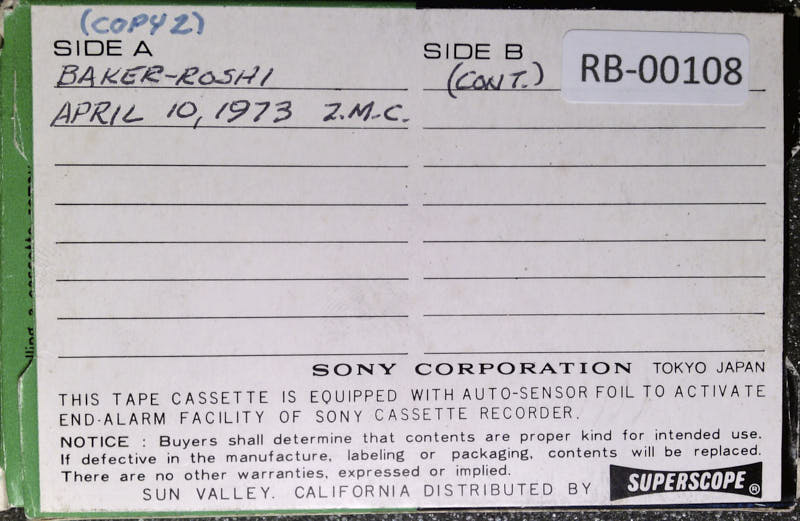 (COPY 2)
SIDE A
BAKER-ROSHI
APRIL 10, 1973 Z.M.C.
SIDE B
(CONT.)
RB-00108
SONY CORPORATION TOKYO JAPAN
THIS TAPE CASSETTE IS EQUIPPED WITH AUTO-SENSOR FOIL TO ACTIVATE
END-ALARM FACILITY OF SONY CASSETTE RECORDER.
NOTICE : Buyers shall determine that contents are proper kind for intended use.
If defective in the manufacture, labeling or packaging, contents will be replaced.
There are no other warranties, expressed or implied.
SUN VALLEY. CALIFORNIA DISTRIBUTED BY SUPERSCOPE®